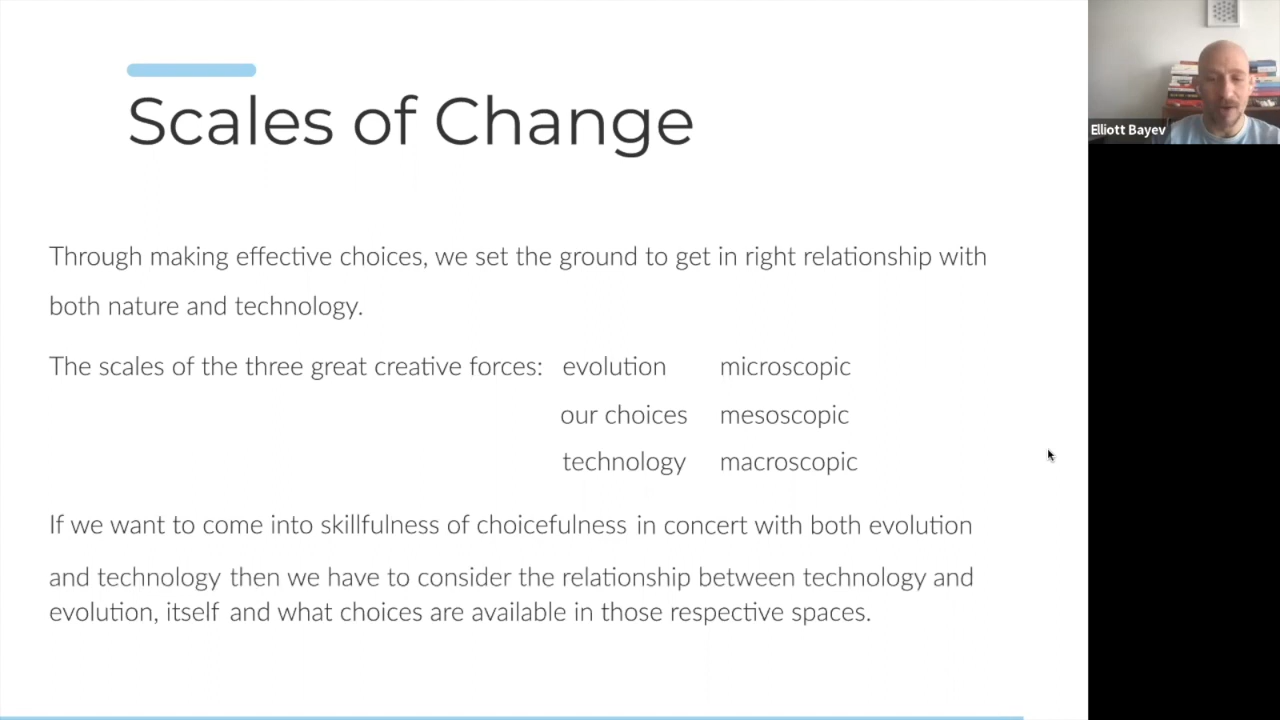 Scales of Change
Elliott Bayev
Through making effective choices, we set the ground to get in right relationship with
both nature and technology.
The scales of the three great creative forces: evolution microscopic
our choices mesoscopic
technology macroscopic
If we want to come into skillfulness of choicefulness in concert with both evolution
and technology then we have to consider the relationship between technology and
evolution, itself and what choices are available in those respective spaces.